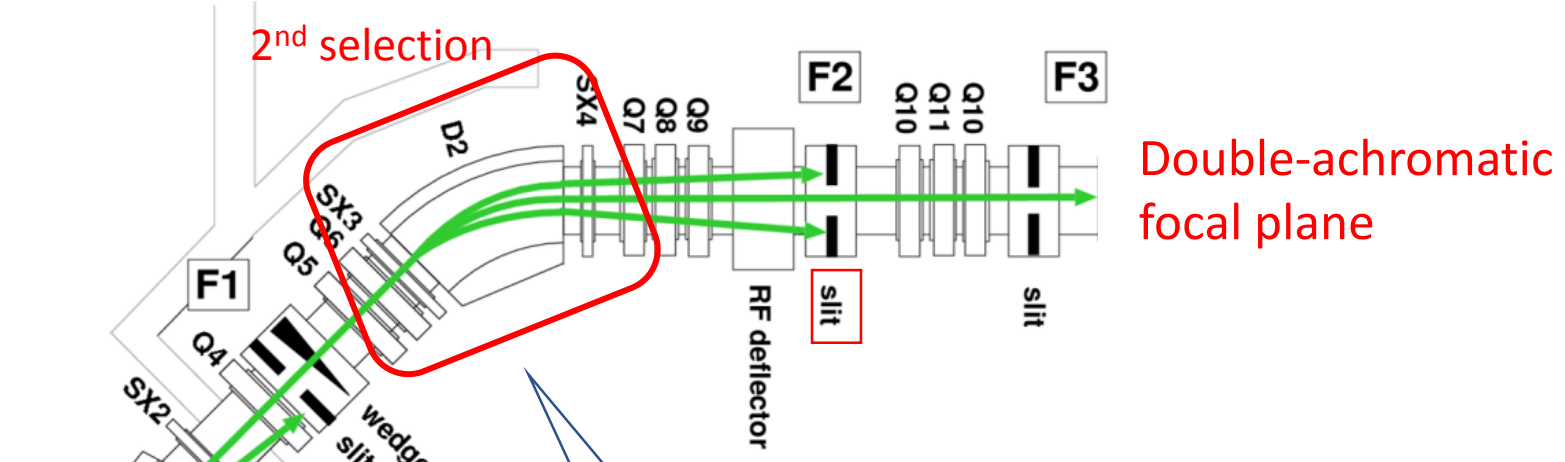 2nd selection
F2
F3
SX4
Q7
Q8
Q9
Q10
Q11
Q10
D2
Double-achromatic
focal plane
SX3
Q6
Q5
F1
slit
slit
RF deflector
Q4
SX2
wedge
slit